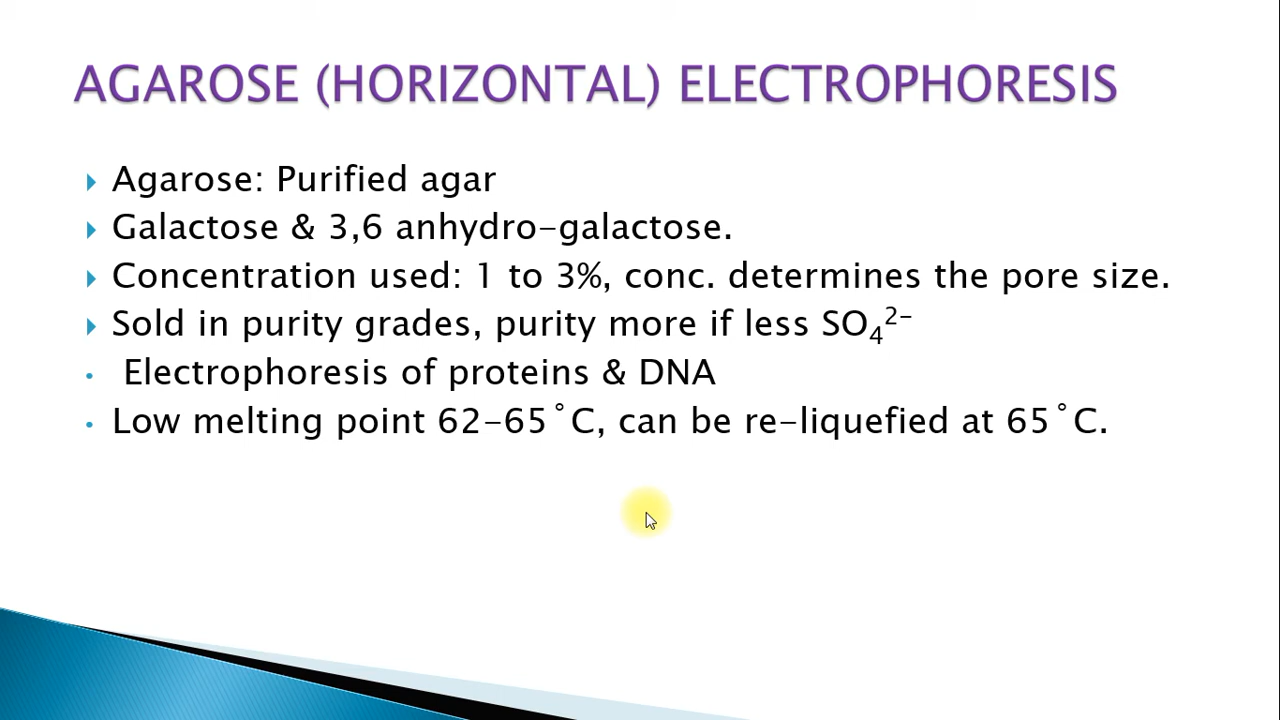 AGAROSE (HORIZONTAL) ELECTROPHORESIS
Agarose: Purified agar
Galactose & 3,6 anhydro-galactose.
Concentration used: 1 to 3%, conc. determines the pore size.
Sold in purity grades, purity more if less SO₄²⁻
Electrophoresis of proteins & DNA
Low melting point 62-65˚C, can be re-liquefied at 65˚C.